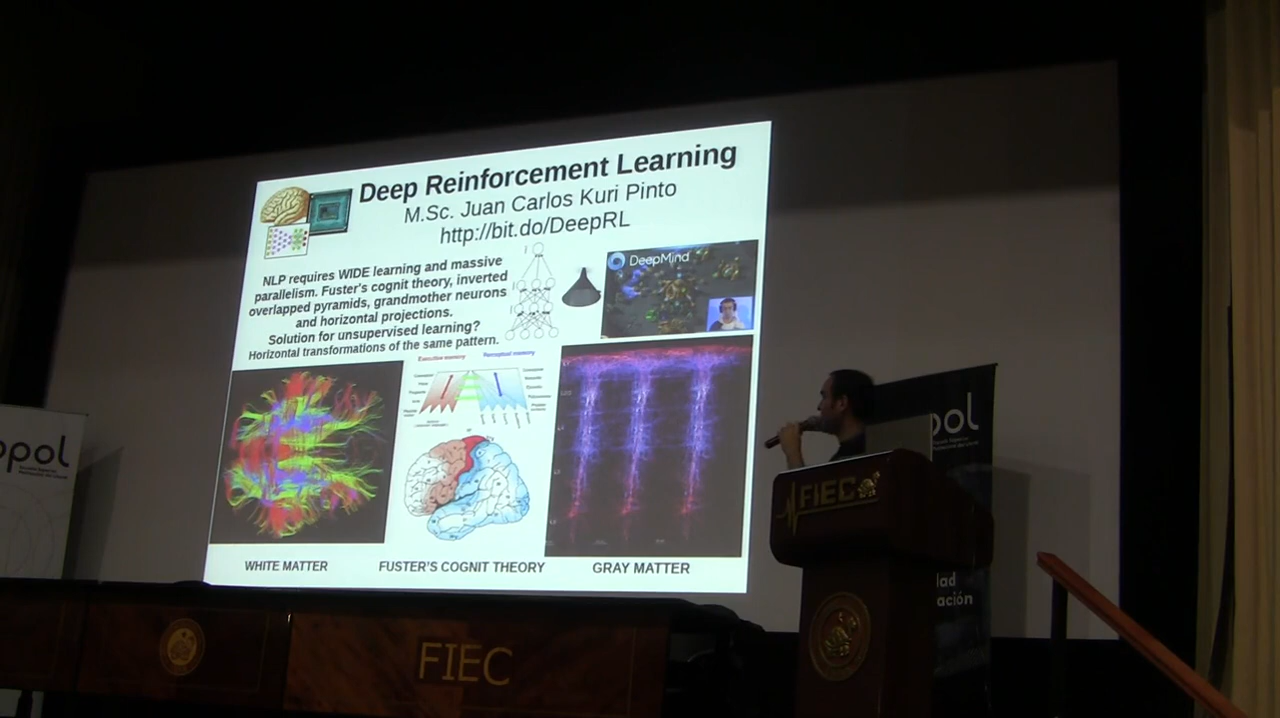 Deep Reinforcement Learning
M.Sc. Juan Carlos Kuri Pinto
http://bit.do/DeepRL
NLP requires WIDE learning and massive
parallelism. Fuster's cognit theory, inverted
overlapped pyramids, grandmother neurons
and horizontal projections.
Solution for unsupervised learning?
Horizontal transformations of the same pattern.
DeepMind
Executive memory
Perceptual memory
WHITE MATTER
FUSTER'S COGNIT THEORY
GRAY MATTER
pol
pol
FIEC
lad
ación
FIEC